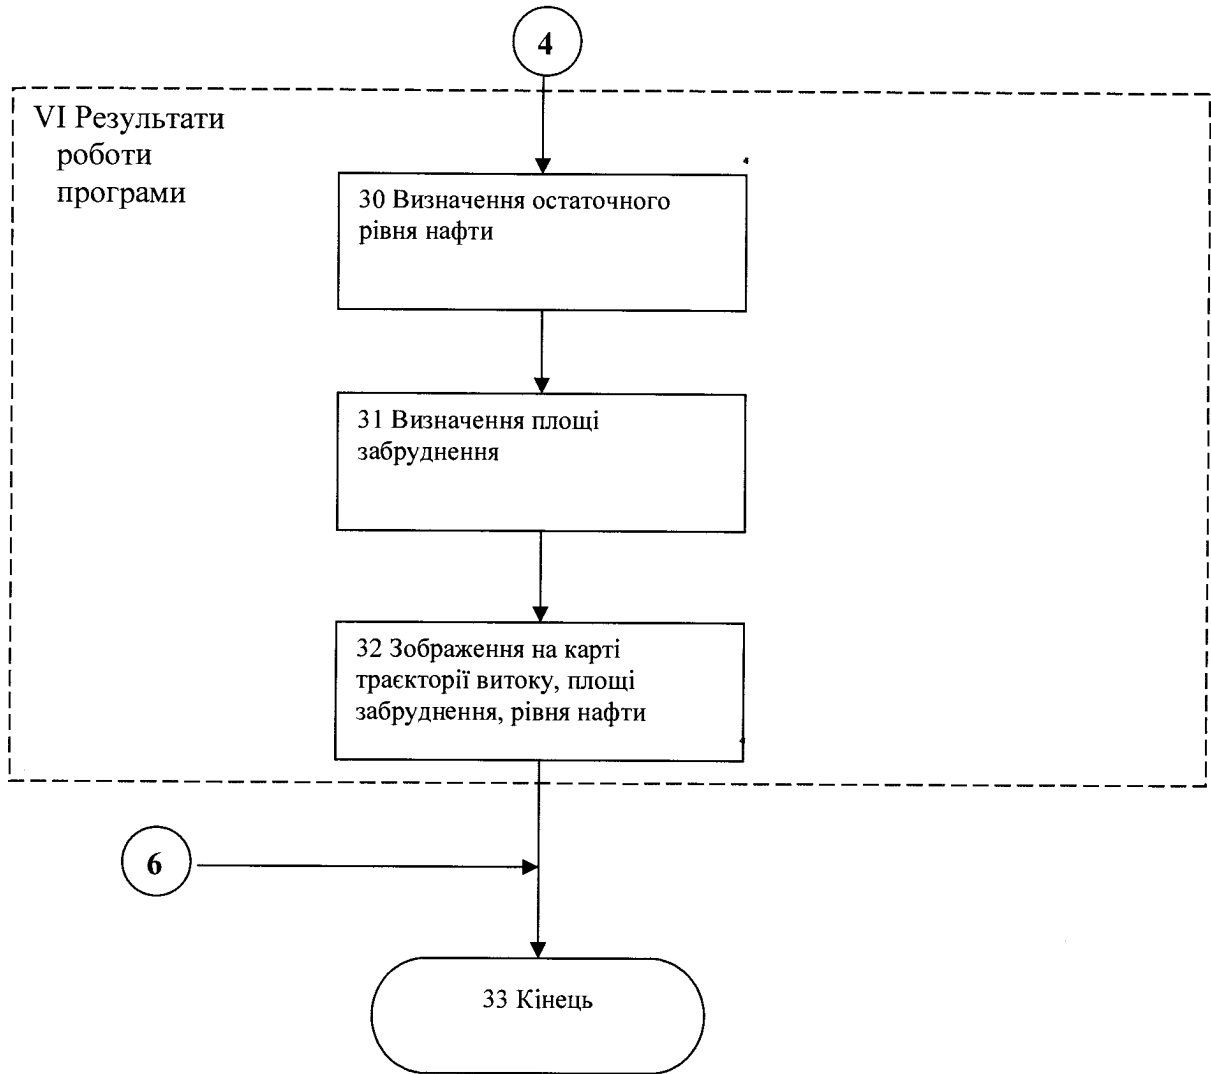 4
VI Результати
роботи
програми
30 Визначення остаточного
рівня нафти
31 Визначення площі
забруднення
32 Зображення на карті
траєкторії витоку, площі
забруднення, рівня нафти
6
33 Кінець